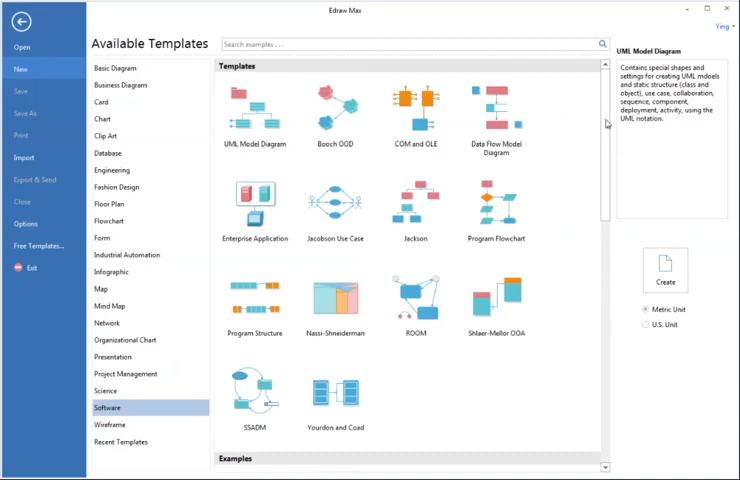 Edraw Max
Ying
Open
New
Save
Save As
Print
Import
Export & Send
Close
Options
Free Templates...
Exit
Available Templates
Search examples . . .
Basic Diagram
Business Diagram
Card
Chart
Clip Art
Database
Engineering
Fashion Design
Floor Plan
Flowchart
Form
Industrial Automation
Infographic
Map
Mind Map
Network
Organizational Chart
Presentation
Project Management
Science
Software
Wireframe
Recent Templates
Templates
UML Model Diagram
Booch OOD
COM and OLE
Data Flow Model
Diagram
Enterprise Application
Jacobson Use Case
Jackson
Program Flowchart
Program Structure
Nassi-Shneiderman
ROOM
Shlaer-Mellor OOA
SSADM
Yourdon and Coad
Examples
UML Model Diagram
Contains special shapes and
settings for creating UML mdoels
and static structure (class and
object), use case, collaboration,
sequence, component,
deployment, activity, using the
UML notation.
Create
Metric Unit
U.S. Unit